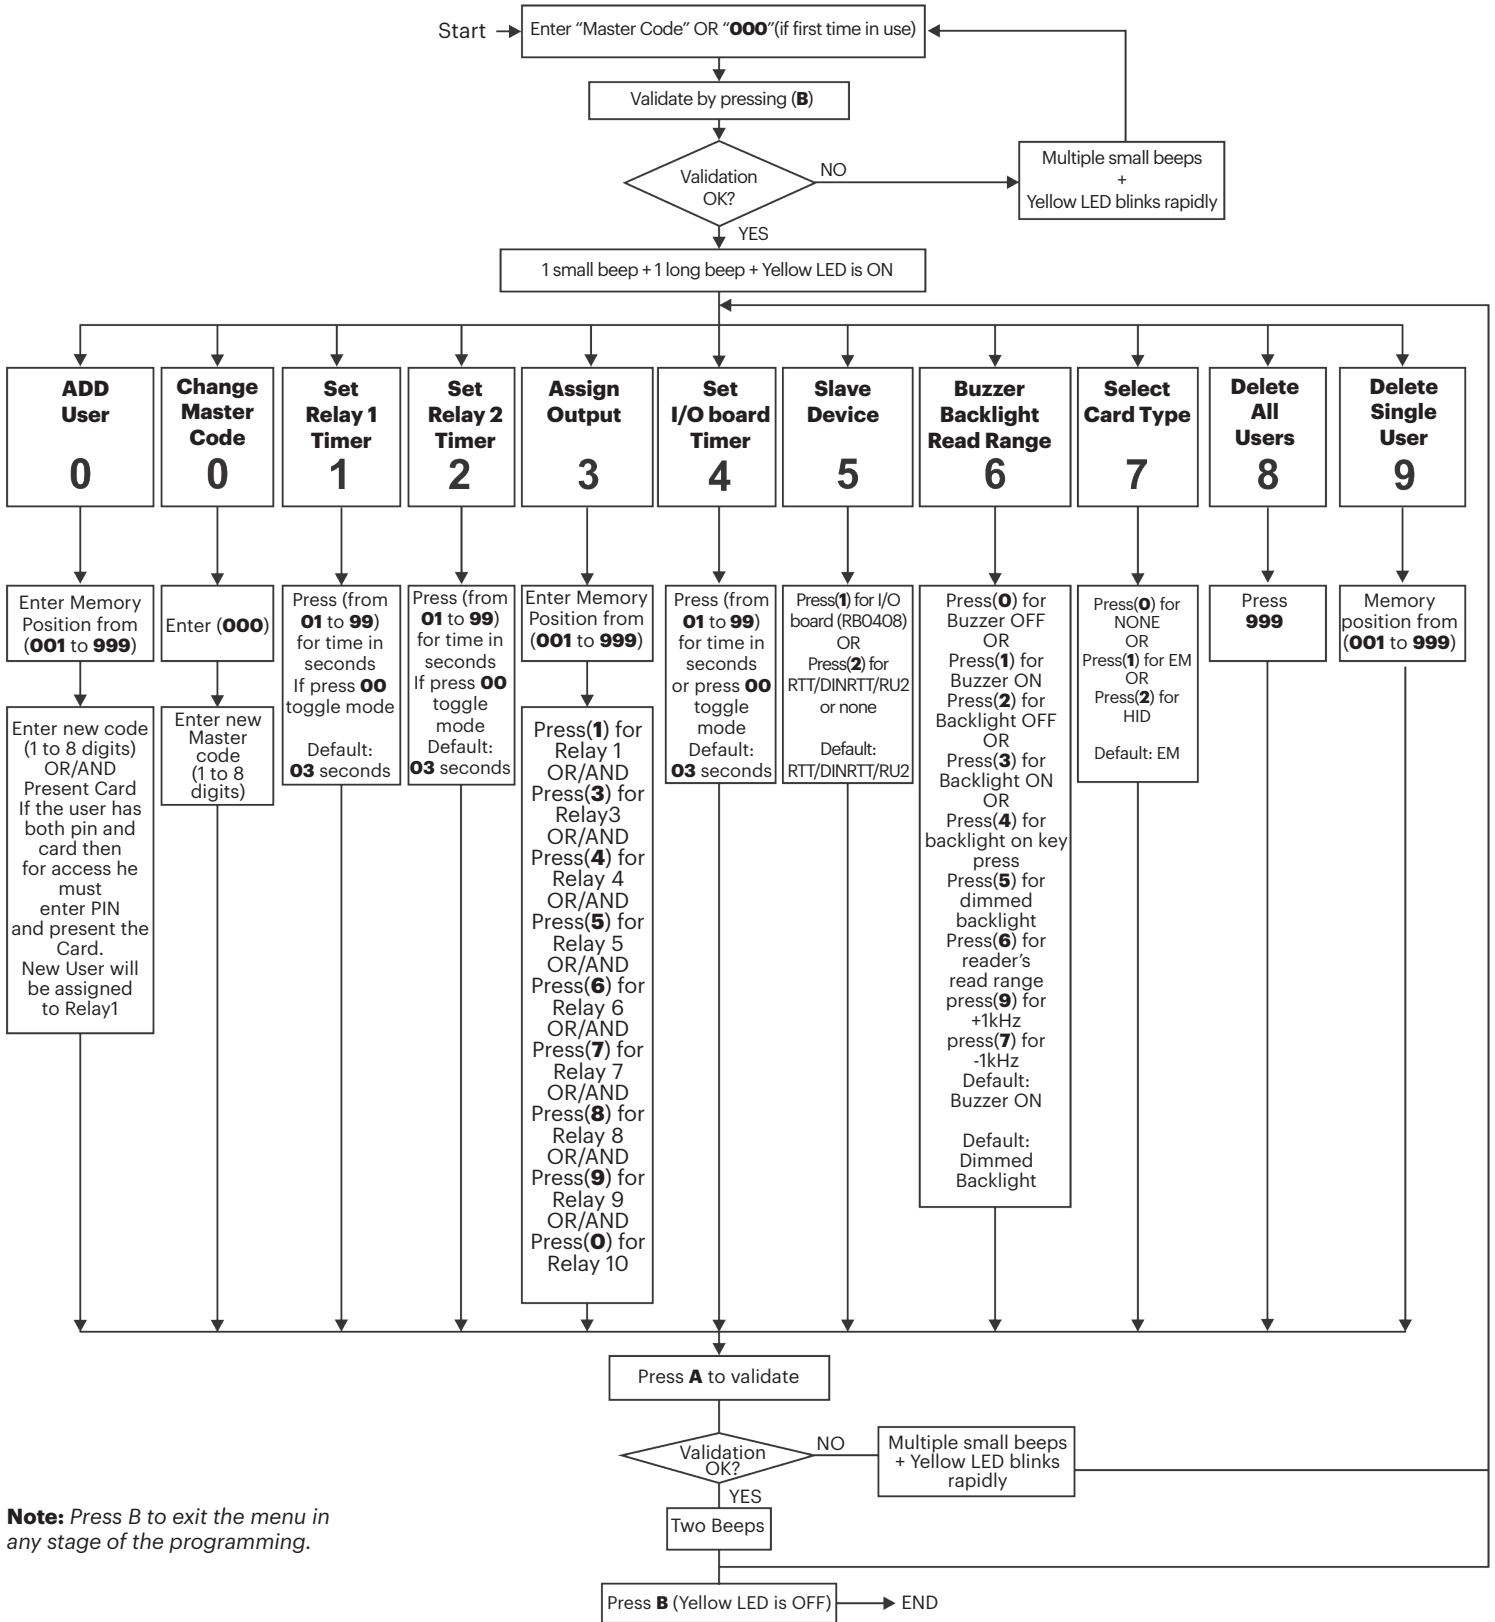 Start
Enter “Master Code” OR “000”(if first time in use)
Validate by pressing (B)
Validation
OK?
NO
Multiple small beeps
+
Yellow LED blinks rapidly
YES
1 small beep + 1 long beep + Yellow LED is ON
ADD
User
0
Change
Master
Code
0
Set
Relay 1
Timer
1
Set
Relay 2
Timer
2
Assign
Output
3
Set
I/O board
Timer
4
Slave
Device
5
Buzzer
Backlight
Read Range
6
Select
Card Type
7
Delete
All
Users
8
Delete
Single
User
9
Enter Memory
Position from
(001 to 999)
Enter new code
(1 to 8 digits)
OR/AND
Present Card
If the user has
both pin and
card then
for access he
must
enter PIN
and present the
Card.
New User will
be assigned
to Relay1
Enter (000)
Enter new
Master
code
(1 to 8
digits)
Press (from
01 to 99)
for time in
seconds
If press 00
toggle mode
Default:
03 seconds
Press (from
01 to 99)
for time in
seconds
If press 00
toggle
mode
Default:
03 seconds
Enter Memory
Position from
(001 to 999)
Press(1) for
Relay 1
OR/AND
Press(3) for
Relay3
OR/AND
Press(4) for
Relay 4
OR/AND
Press(5) for
Relay 5
OR/AND
Press(6) for
Relay 6
OR/AND
Press(7) for
Relay 7
OR/AND
Press(8) for
Relay 8
OR/AND
Press(9) for
Relay 9
OR/AND
Press(0) for
Relay 10
Press (from
01 to 99)
for time in
seconds
or press 00
toggle
mode
Default:
03 seconds
Press(1) for I/O
board (RB0408)
OR
Press(2) for
RTT/DINRTT/RU2
or none
Default:
RTT/DINRTT/RU2
Press(0) for
Buzzer OFF
OR
Press(1) for
Buzzer ON
Press(2) for
Backlight OFF
OR
Press(3) for
Backlight ON
OR
Press(4) for
backlight on key
press
Press(5) for
dimmed
backlight
Press(6) for
reader’s
read range
press(9) for
+1kHz
press(7) for
-1kHz
Default:
Buzzer ON
Default:
Dimmed
Backlight
Press(0) for
NONE
OR
Press(1) for EM
OR
Press(2) for
HID
Default: EM
Press
999
Memory
position from
(001 to 999)
Press A to validate
Validation
OK?
NO
Multiple small beeps
+ Yellow LED blinks
rapidly
YES
Two Beeps
Press B (Yellow LED is OFF)
END
Note: Press B to exit the menu in
any stage of the programming.